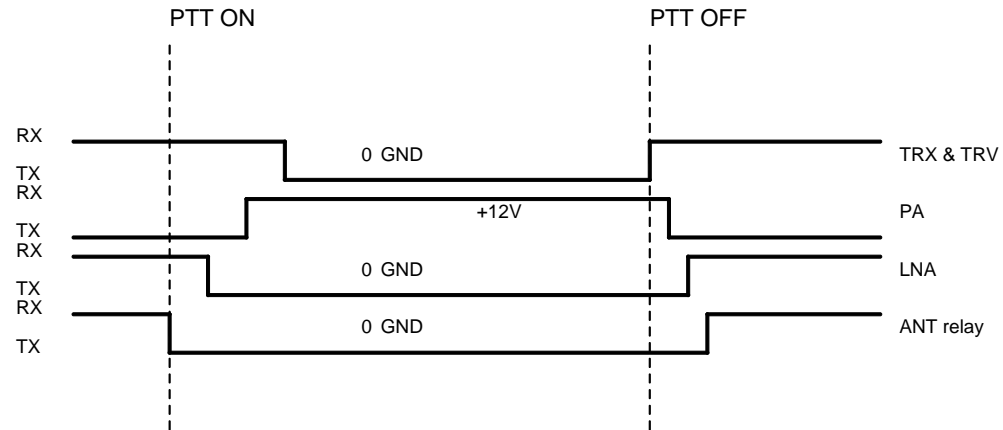 PTT ON PTT OFF
RX
0 GND TRX & TRV
TX
RX
+12V PA
TX
RX
0 GND LNA
TX
RX
0 GND ANT relay
TX